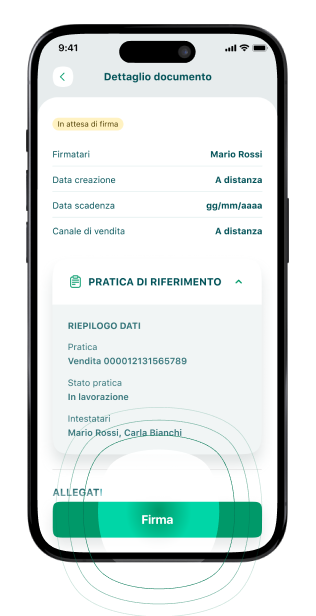 9:41
Dettaglio documento
In attesa di firma
Firmatari Mario Rossi
Data creazione A distanza
Data scadenza gg/mm/aaaa
Canale di vendita A distanza
PRATICA DI RIFERIMENTO
RIEPILOGO DATI
Pratica
Vendita 000012131565789
Stato pratica
In lavorazione
Intestatari
Mario Rossi, Carla Bianchi
ALLEGATI
Firma